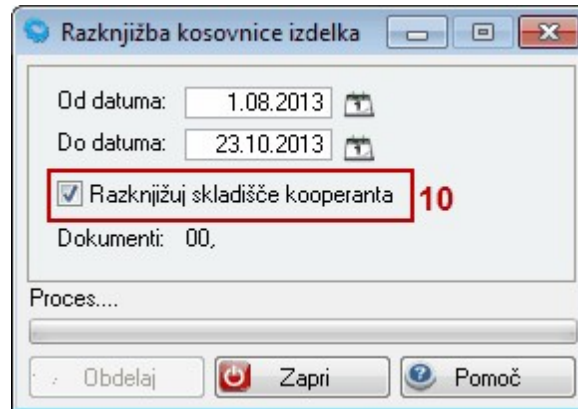 Razknjižba kosovnice izdelka
Od datuma: 1.08.2013
Do datuma: 23.10.2013
Razknjižuj skladišče kooperanta 10
Dokumenti: 00,
Proces....
Obdelaj Zapri Pomoč